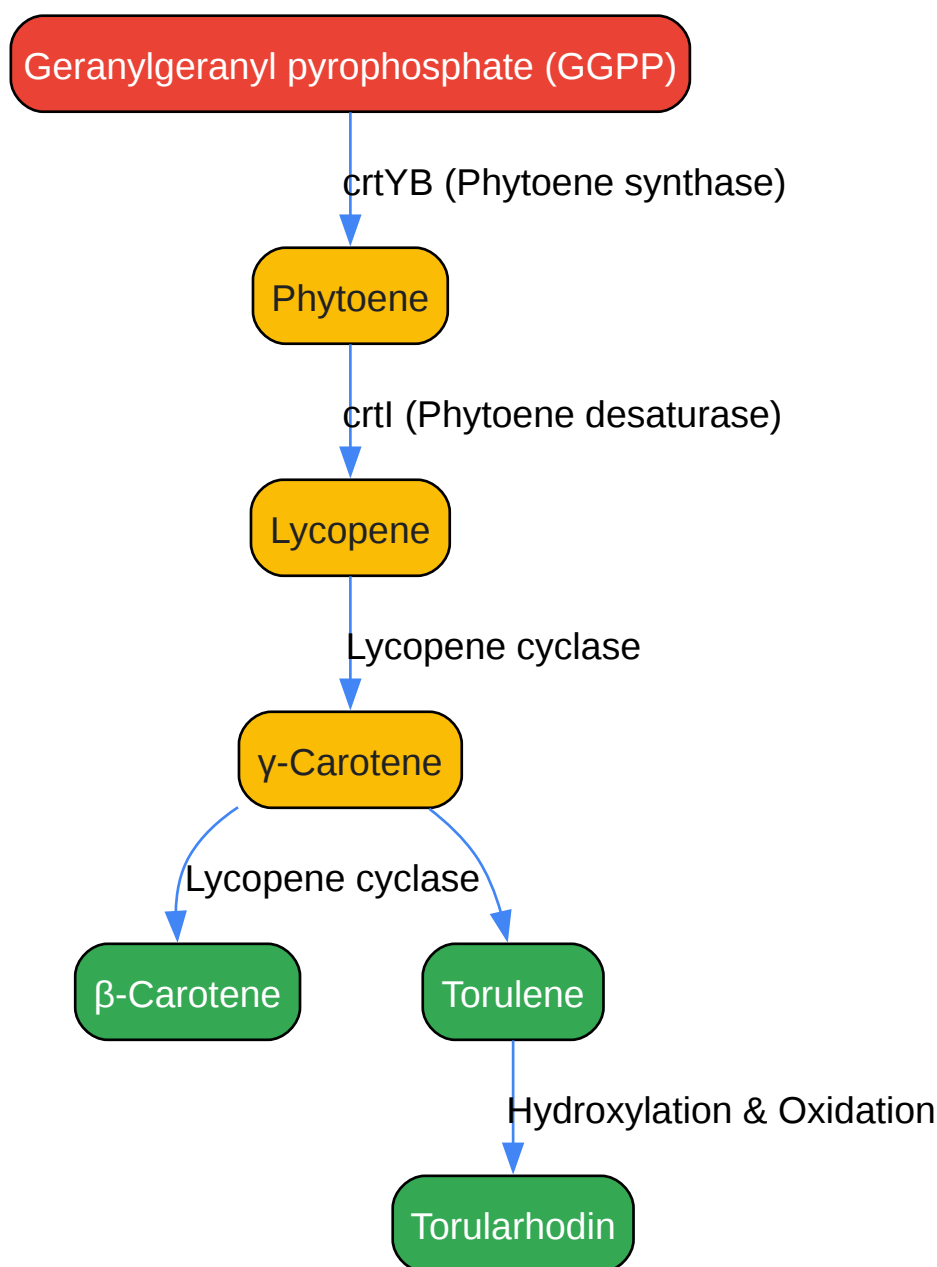 Geranylgeranyl pyrophosphate (GGPP)
crtYB (Phytoene synthase)
Phytoene
crtI (Phytoene desaturase)
Lycopene
Lycopene cyclase
γ-Carotene
Lycopene cyclase
β-Carotene
Torulene
Hydroxylation & Oxidation
Torularhodin